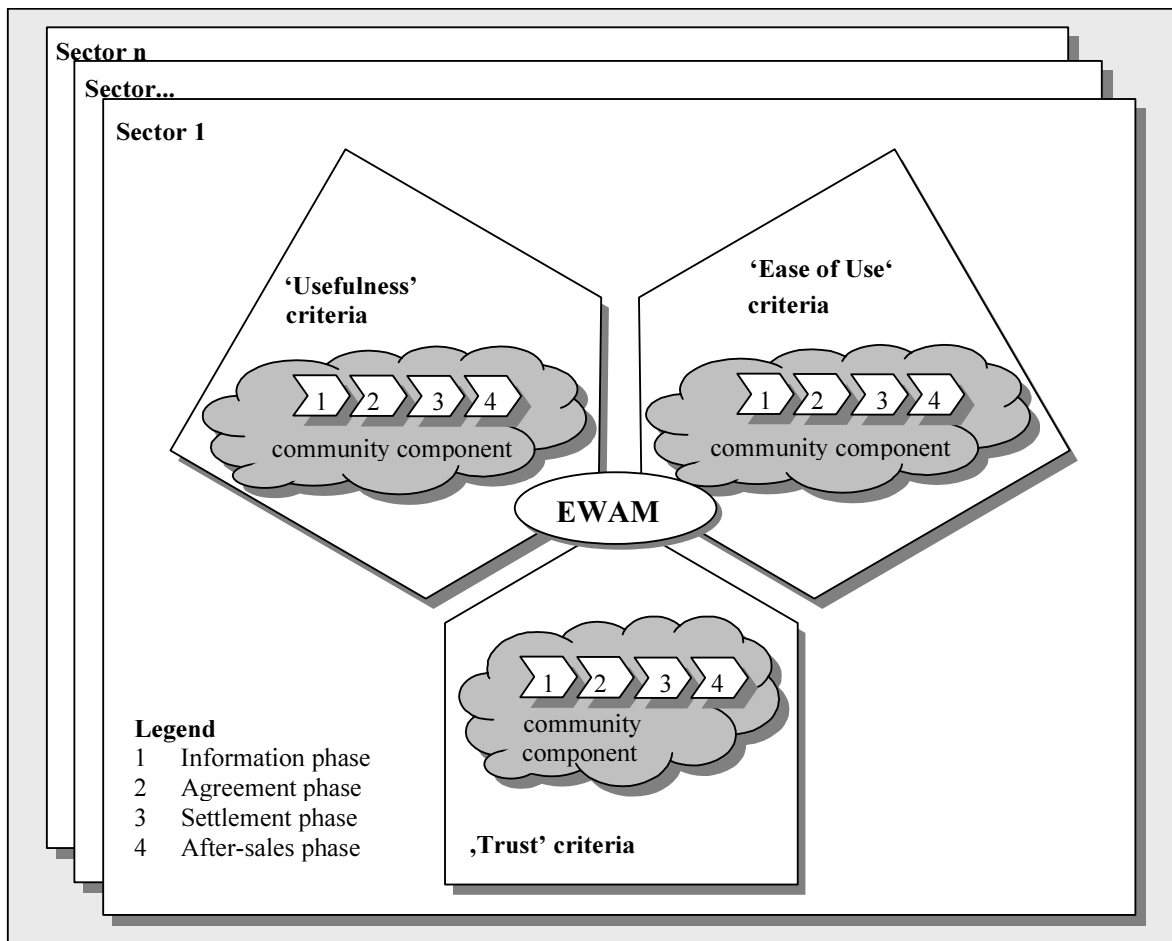 Sector n
Sector...
Sector 1
‘Usefulness’
criteria
1 2 3 4
community component
‘Ease of Use‘
criteria
1 2 3 4
community component
EWAM
1 2 3 4
community
component
‚Trust’ criteria
Legend
1 Information phase
2 Agreement phase
3 Settlement phase
4 After-sales phase